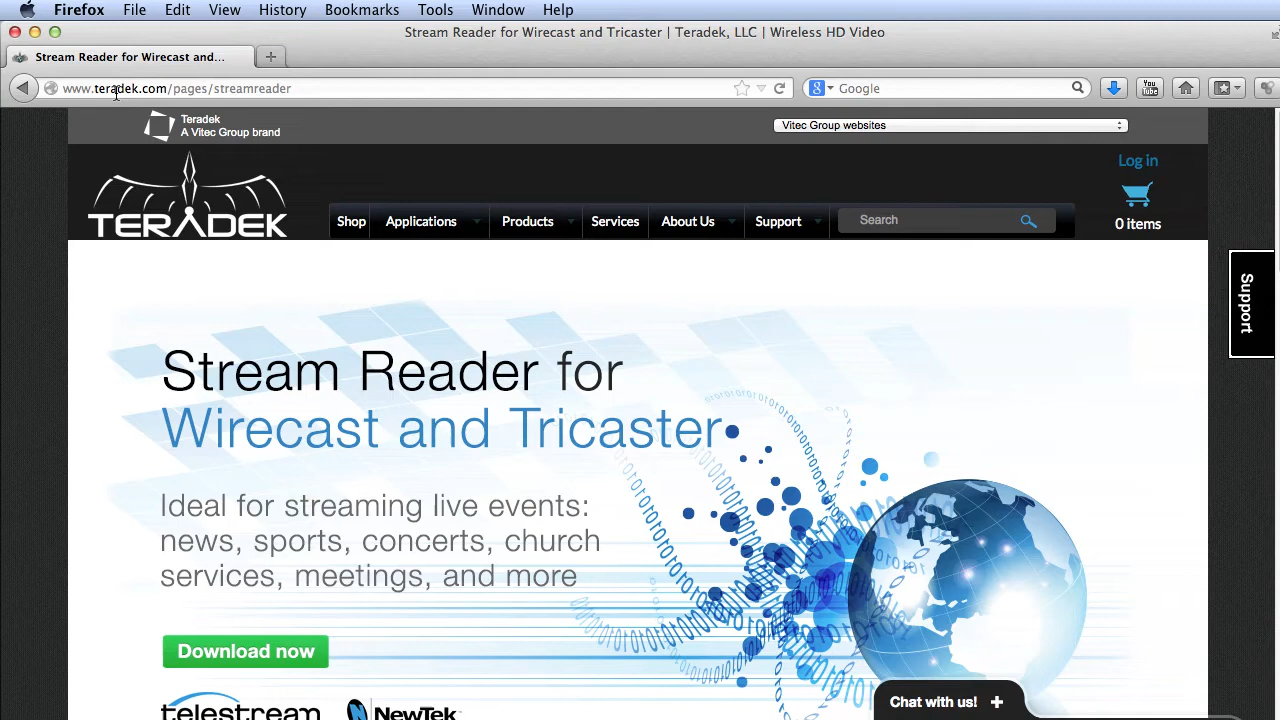 Firefox File Edit View History Bookmarks Tools Window Help
Stream Reader for Wirecast and Tricaster | Teradek, LLC | Wireless HD Video
Stream Reader for Wirecast and...
www.teradek.com/pages/streamreader
Google
You Tube
Teradek
A Vitec Group brand
Vitec Group websites
TERADEK
Log in
Shop Applications Products Services About Us Support Search
0 items
Support
Stream Reader for
Wirecast and Tricaster
Ideal for streaming live events:
news, sports, concerts, church
services, meetings, and more
Download now
telestream NewTek
Chat with us! +